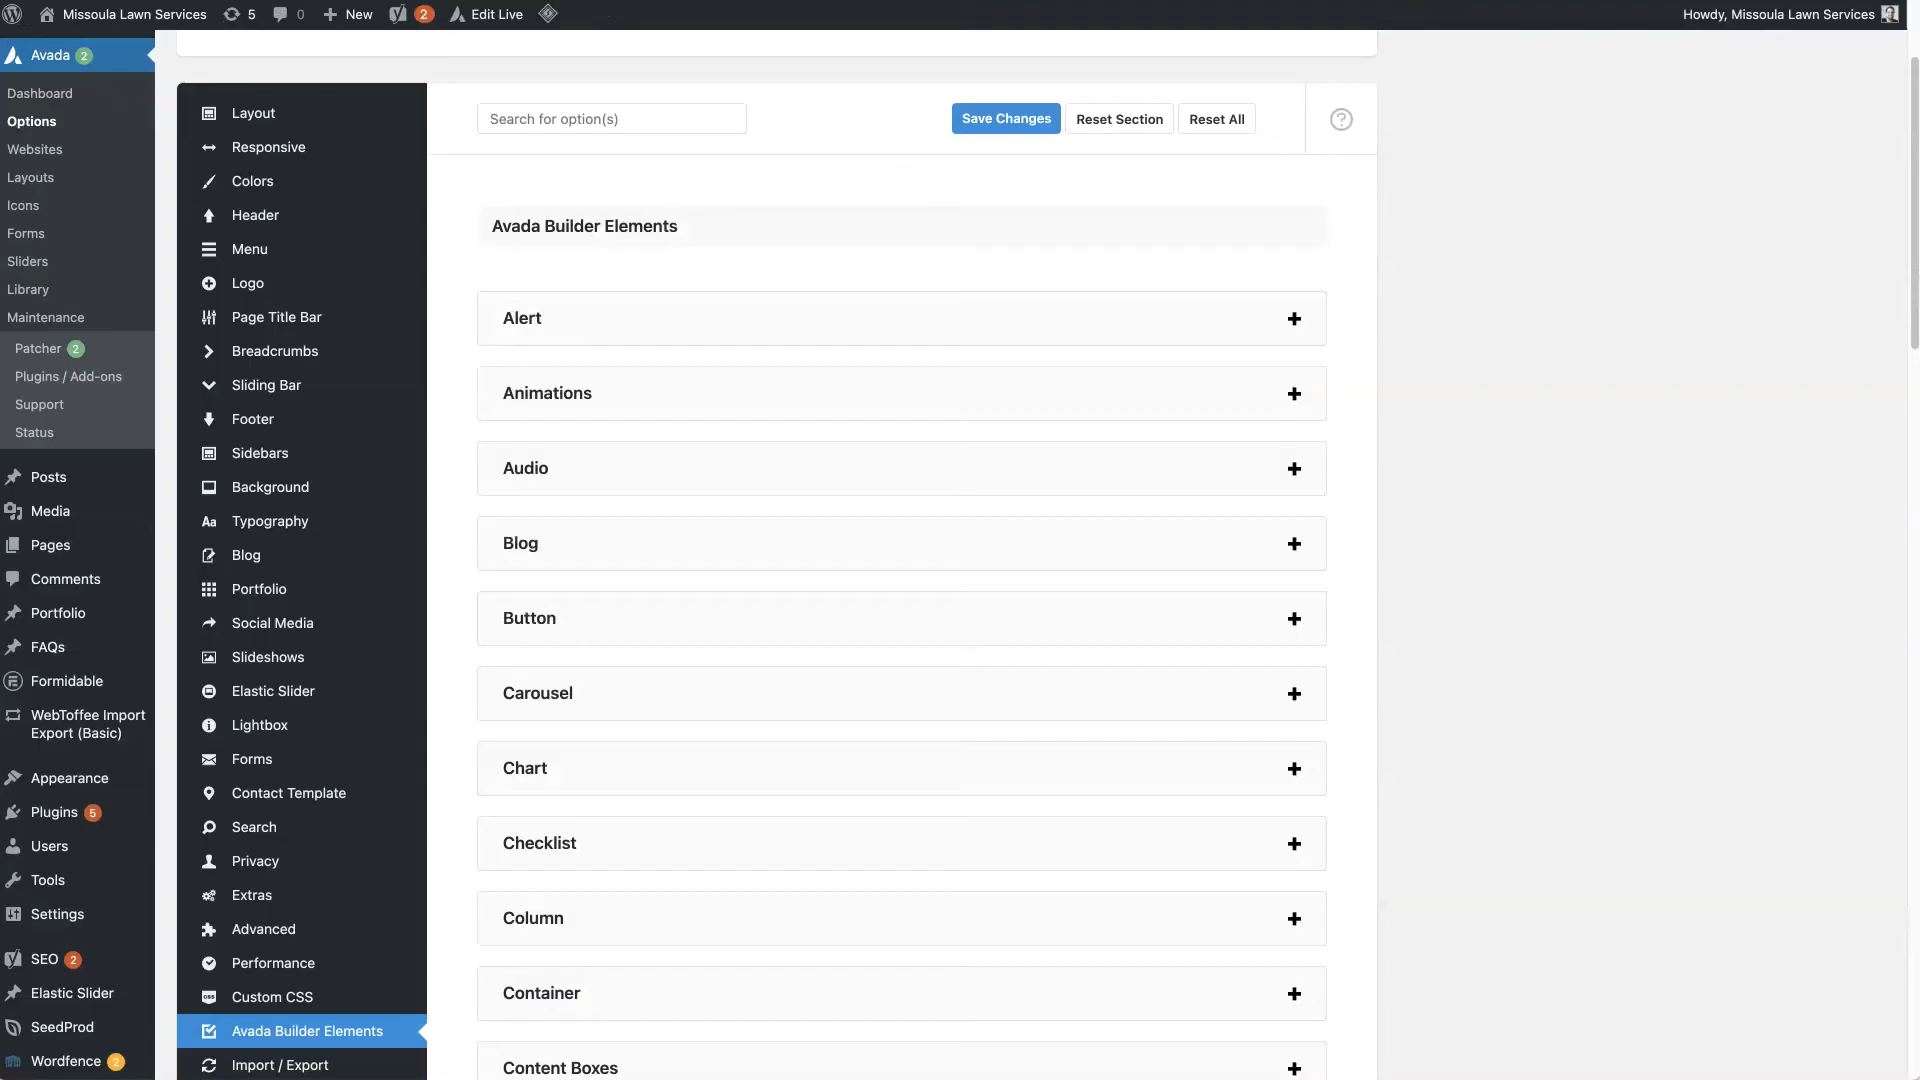 Missoula Lawn Services
5
0
New
2
Edit Live
Howdy, Missoula Lawn Services
Avada 2
Dashboard
Options
Websites
Layouts
Icons
Forms
Sliders
Library
Maintenance
Patcher 2
Plugins / Add-ons
Support
Status
Posts
Media
Pages
Comments
Portfolio
FAQs
Formidable
WebToffee Import
Export (Basic)
Appearance
Plugins 5
Users
Tools
Settings
SEO 2
Elastic Slider
SeedProd
Wordfence 2
Layout
Responsive
Colors
Header
Menu
Logo
Page Title Bar
Breadcrumbs
Sliding Bar
Footer
Sidebars
Background
Aa Typography
Blog
Portfolio
Social Media
Slideshows
Elastic Slider
Lightbox
Forms
Contact Template
Search
Privacy
Extras
Advanced
Performance
CSS Custom CSS
Avada Builder Elements
Import / Export
Search for option(s)
Save Changes
Reset Section
Reset All
Avada Builder Elements
Alert
Animations
Audio
Blog
Button
Carousel
Chart
Checklist
Column
Container
Content Boxes